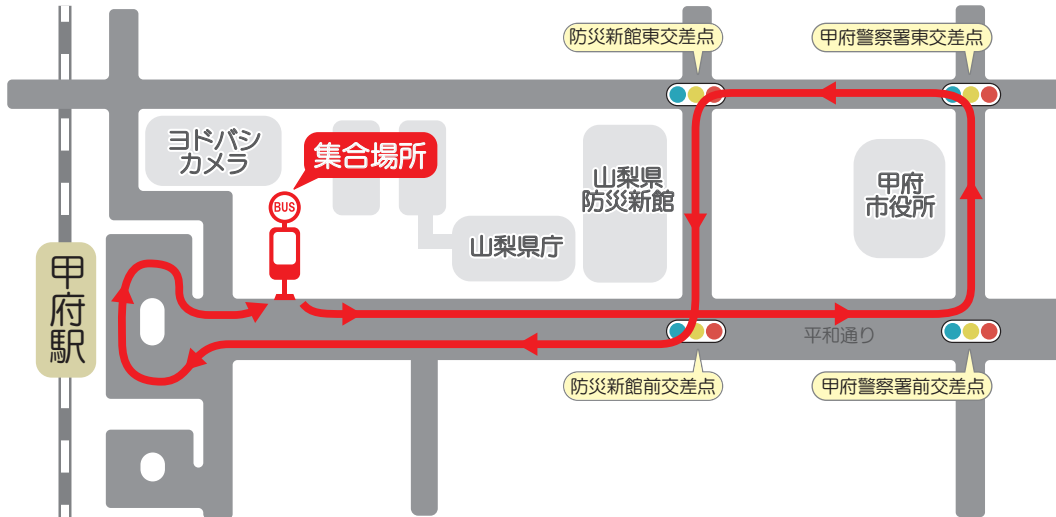 防災新館東交差点
甲府警察署東交差点
ヨドバシ
カメラ
集合場所
BUS
山梨県
防災新館
甲府
市役所
山梨県庁
甲府駅
平和通り
防災新館前交差点
甲府警察署前交差点